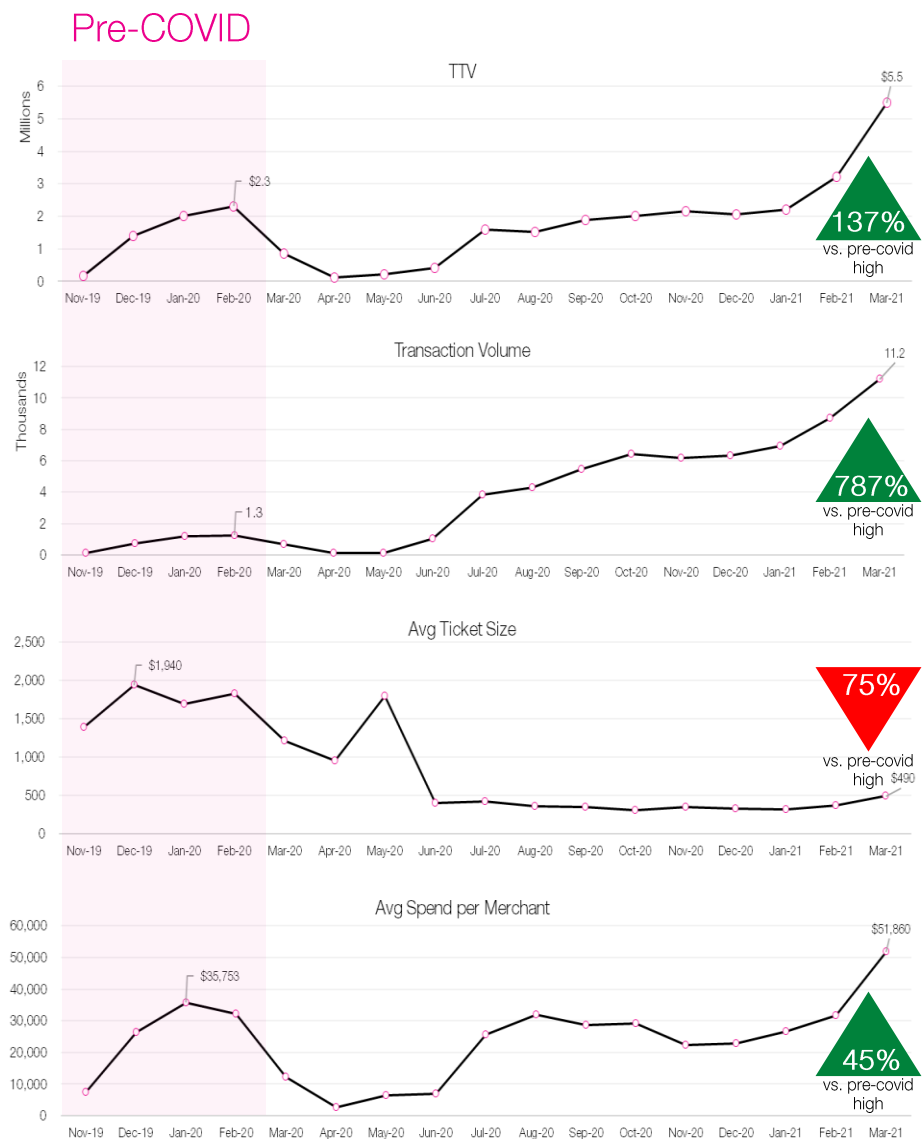 Pre-COVID
TTV
Millions
$5.5
6
5
4
3
2
1
0
$2.3
137%
vs. pre-covid
high
Nov-19 Dec-19 Jan-20 Feb-20 Mar-20 Apr-20 May-20 Jun-20 Jul-20 Aug-20 Sep-20 Oct-20 Nov-20 Dec-20 Jan-21 Feb-21 Mar-21
Transaction Volume
Thousands
11.2
12
10
8
6
4
2
0
1.3
787%
vs. pre-covid
high
Nov-19 Dec-19 Jan-20 Feb-20 Mar-20 Apr-20 May-20 Jun-20 Jul-20 Aug-20 Sep-20 Oct-20 Nov-20 Dec-20 Jan-21 Feb-21 Mar-21
Avg Ticket Size
2,500
2,000
1,500
1,000
500
0
$1,940
75%
vs. pre-covid
high
$490
Nov-19 Dec-19 Jan-20 Feb-20 Mar-20 Apr-20 May-20 Jun-20 Jul-20 Aug-20 Sep-20 Oct-20 Nov-20 Dec-20 Jan-21 Feb-21 Mar-21
Avg Spend per Merchant
60,000
50,000
40,000
30,000
20,000
10,000
0
$35,753
$51,860
45%
vs. pre-covid
high
Nov-19 Dec-19 Jan-20 Feb-20 Mar-20 Apr-20 May-20 Jun-20 Jul-20 Aug-20 Sep-20 Oct-20 Nov-20 Dec-20 Jan-21 Feb-21 Mar-21